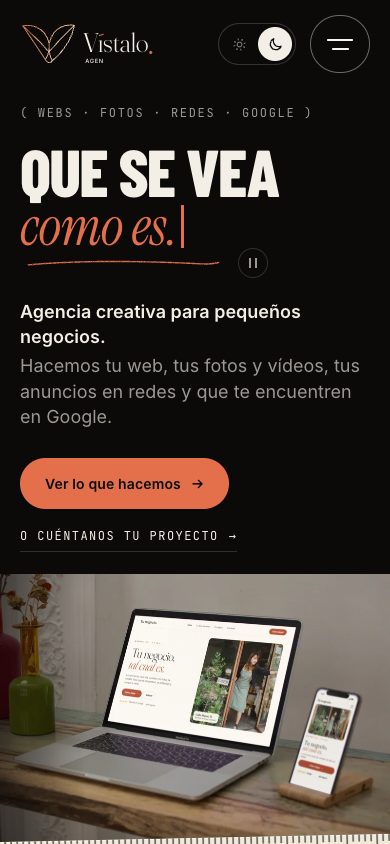 Vistalo.
AGEN
( WEBS · FOTOS · REDES · GOOGLE )
QUE SE VEA
como es.
Agencia creativa para pequeños
negocios.
Hacemos tu web, tus fotos y vídeos, tus
anuncios en redes y que te encuentren
en Google.
Ver lo que hacemos →
O CUÉNTANOS TU PROYECTO →
Tu negocio,
tal cual es.